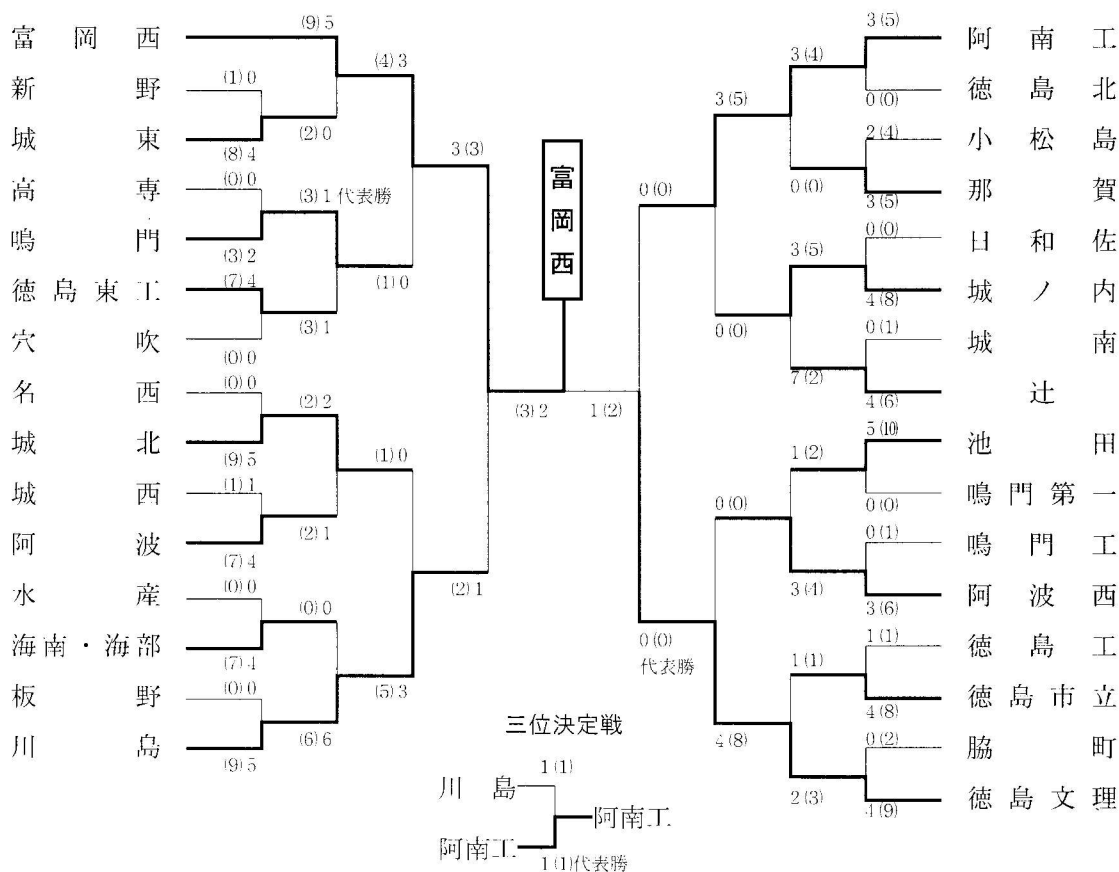 富岡西
(9) 5
新野
(1) 0
城東
(8) 4
高専
(0) 0
鳴門
(3) 2
徳島東工
(7) 4
穴吹
(0) 0
名西
(0) 0
城北
(9) 5
城西
(1) 1
阿波
(7) 4
水産
(0) 0
海南・海部
(7) 4
板野
(0) 0
川島
(9) 5
(4) 3
(2) 0
(3) 1 代表勝
(3) 1
(2) 2
(2) 1
(0) 0
(6) 6
3 (3)
(1) 0
(1) 0
(5) 3
(2) 1
(3) 2
富岡西
1 (2)
0 (0)
0 (0)
代表勝
3 (5)
0 (0)
0 (0)
4 (8)
3 (4)
0 (0)
3 (5)
7 (2)
1 (2)
3 (4)
1 (1)
2 (3)
3 (5)
阿南工
徳島北
0 (0)
2 (4)
小松島
那賀
3 (5)
0 (0)
日和佐
城ノ内
4 (8)
0 (1)
城南
辻
4 (6)
5 (10)
池田
鳴門第一
0 (0)
0 (1)
鳴門工
阿波西
3 (6)
1 (1)
徳島工
徳島市立
4 (8)
0 (2)
脇町
徳島文理
4 (9)
三位決定戦
1 (1)
川島
阿南工
阿南工
1 (1) 代表勝